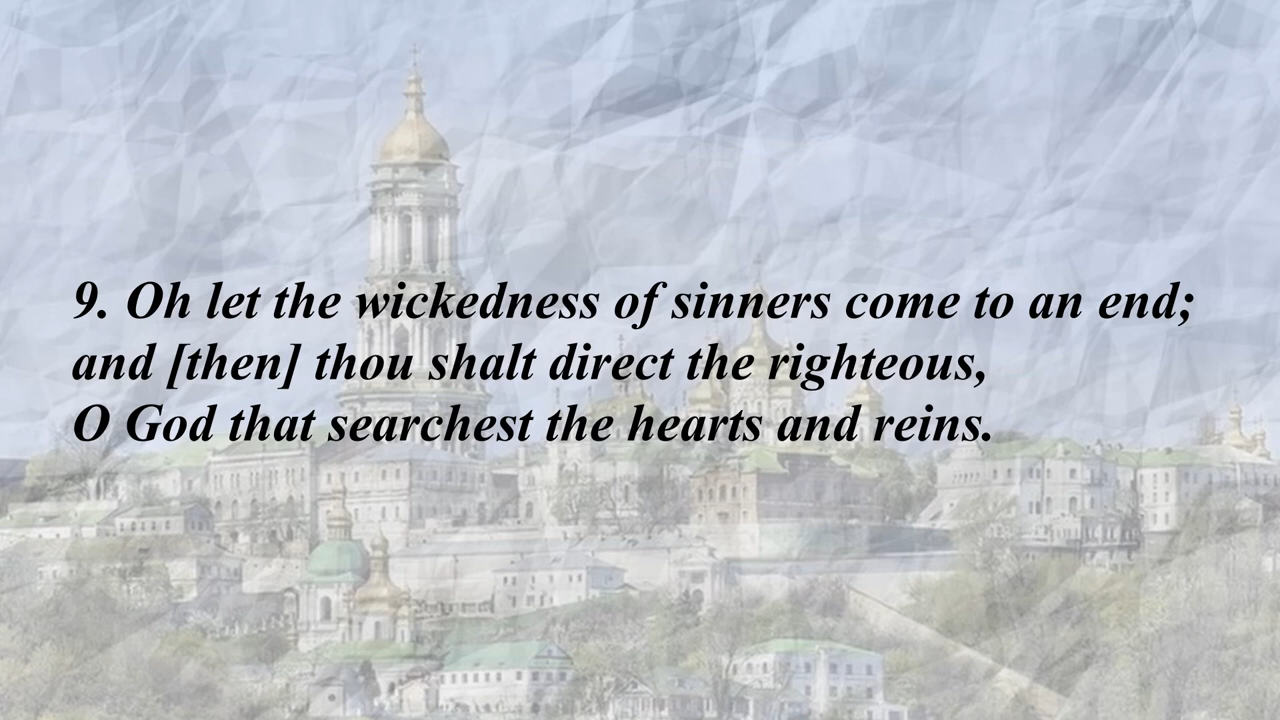 9. Oh let the wickedness of sinners come to an end;
and [then] thou shalt direct the righteous,
O God that searchest the hearts and reins.